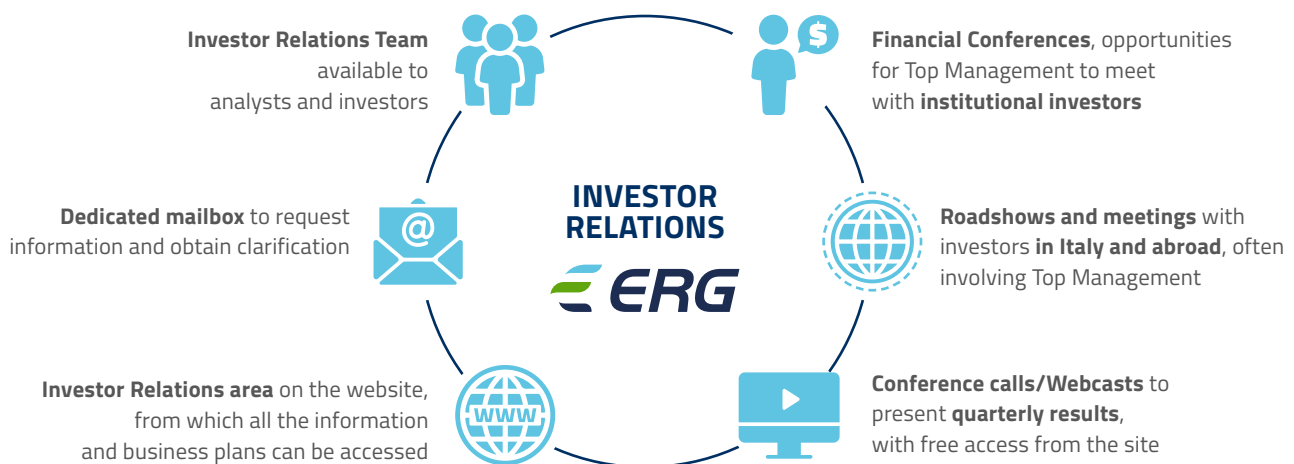 Investor Relations Team
available to
analysts and investors
$
Financial Conferences, opportunities
for Top Management to meet
with institutional investors
Dedicated mailbox to request
information and obtain clarification
@
INVESTOR
RELATIONS
ERG
Roadshows and meetings with
investors in Italy and abroad, often
involving Top Management
Investor Relations area on the website,
from which all the information
and business plans can be accessed
WWW
Conference calls/Webcasts to
present quarterly results,
with free access from the site